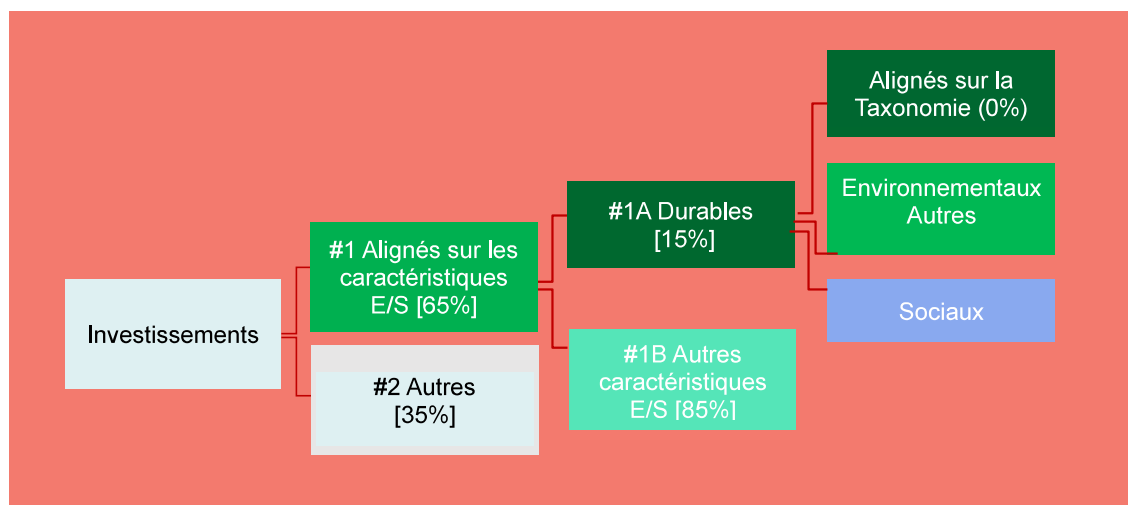 Investissements
#1 Alignés sur les
caractéristiques
E/S [65%]
#2 Autres
[35%]
#1A Durables
[15%]
#1B Autres
caractéristiques
E/S [85%]
Alignés sur la
Taxonomie (0%)
Environnementaux
Autres
Sociaux